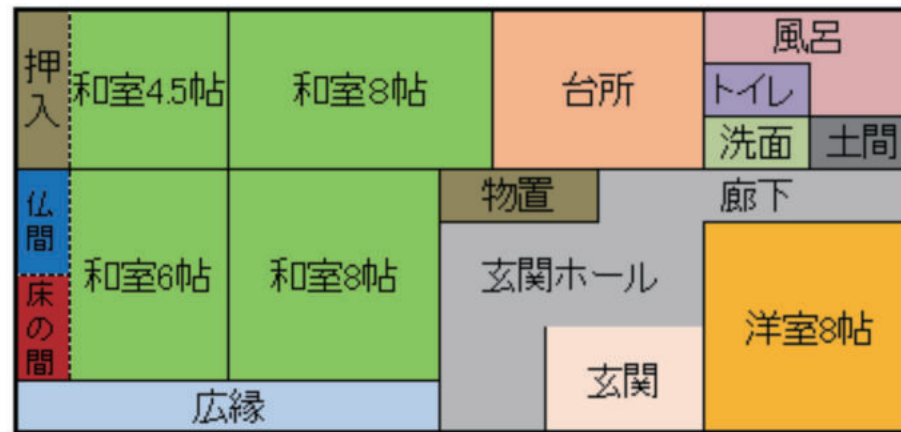 押入
和室4.5帖
和室8帖
台所
風呂
トイレ
洗面
土間
仏間
床の間
和室6帖
和室8帖
物置
廊下
玄関ホール
玄関
洋室8帖
広縁